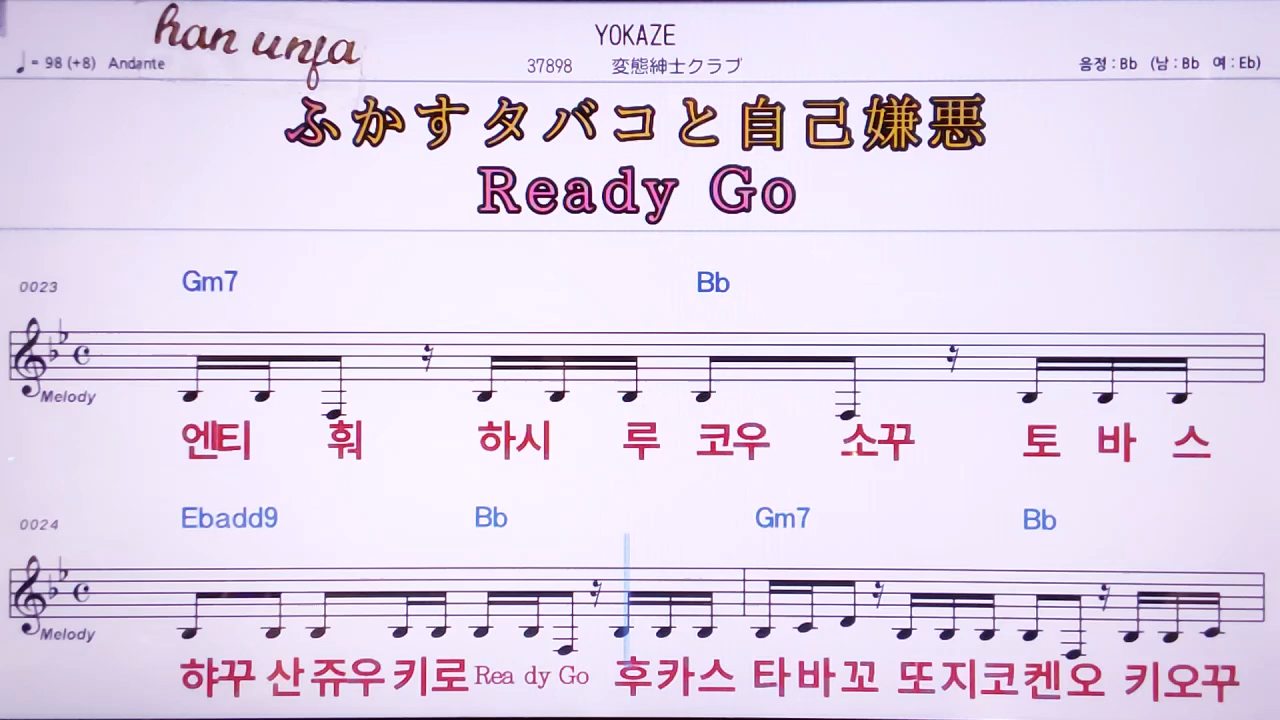 han unfa
YOKAZE
♩= 98 (+8) Andante
37898 変態紳士クラブ
음정 : Bb (남 : Bb 여 : Eb)
ふかすタバコと自己嫌悪
Ready Go
0023 Gm7 Bb
Melody
엔티 훠 하시 루 코우 소꾸 토 바 스
0024 Ebadd9 Bb Gm7 Bb
Melody
햐꾸 산 쥬우 키로 Rea dy Go 후카스 타바꼬 또지코켄오 키오꾸